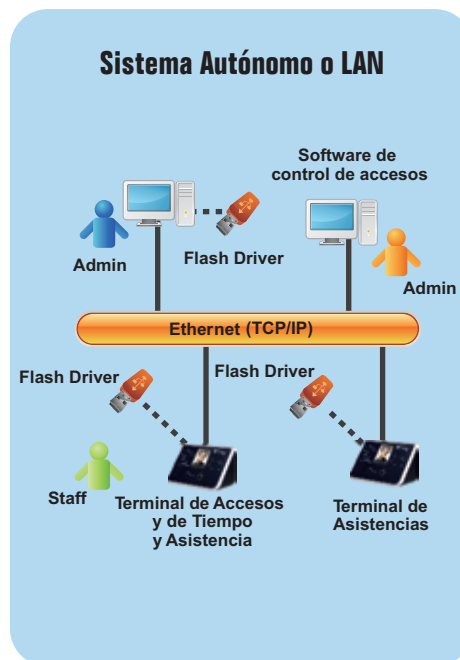 Sistema Autónomo o LAN
Software de
control de accesos
Admin
Flash Driver
Admin
Ethernet (TCP/IP)
Flash Driver
Flash Driver
Staff
Terminal de Accesos
y de Tiempo
y Asistencia
Terminal de
Asistencias